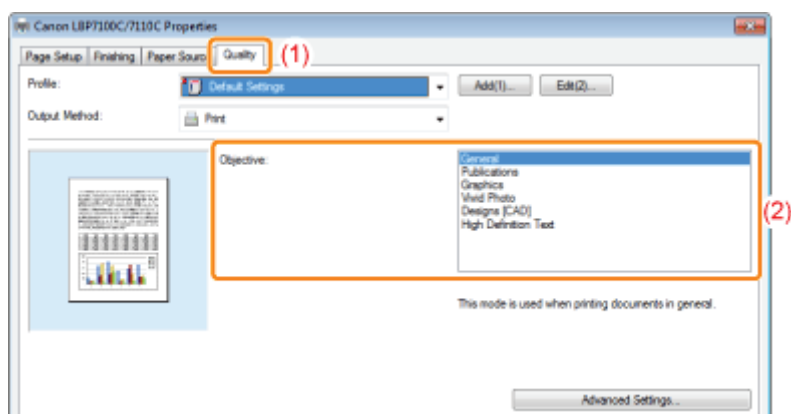 Canon LBP7100C/7110C Properties
Page Setup Finishing Paper Sourc Quality (1)
Profile: Default Settings Add(1)... Edit(2)...
Output Method: Print
Objective: General
Publications
Graphics
Vivid Photo
Designs [CAD]
High Definition Text
(2)
This mode is used when printing documents in general.
Advanced Settings...